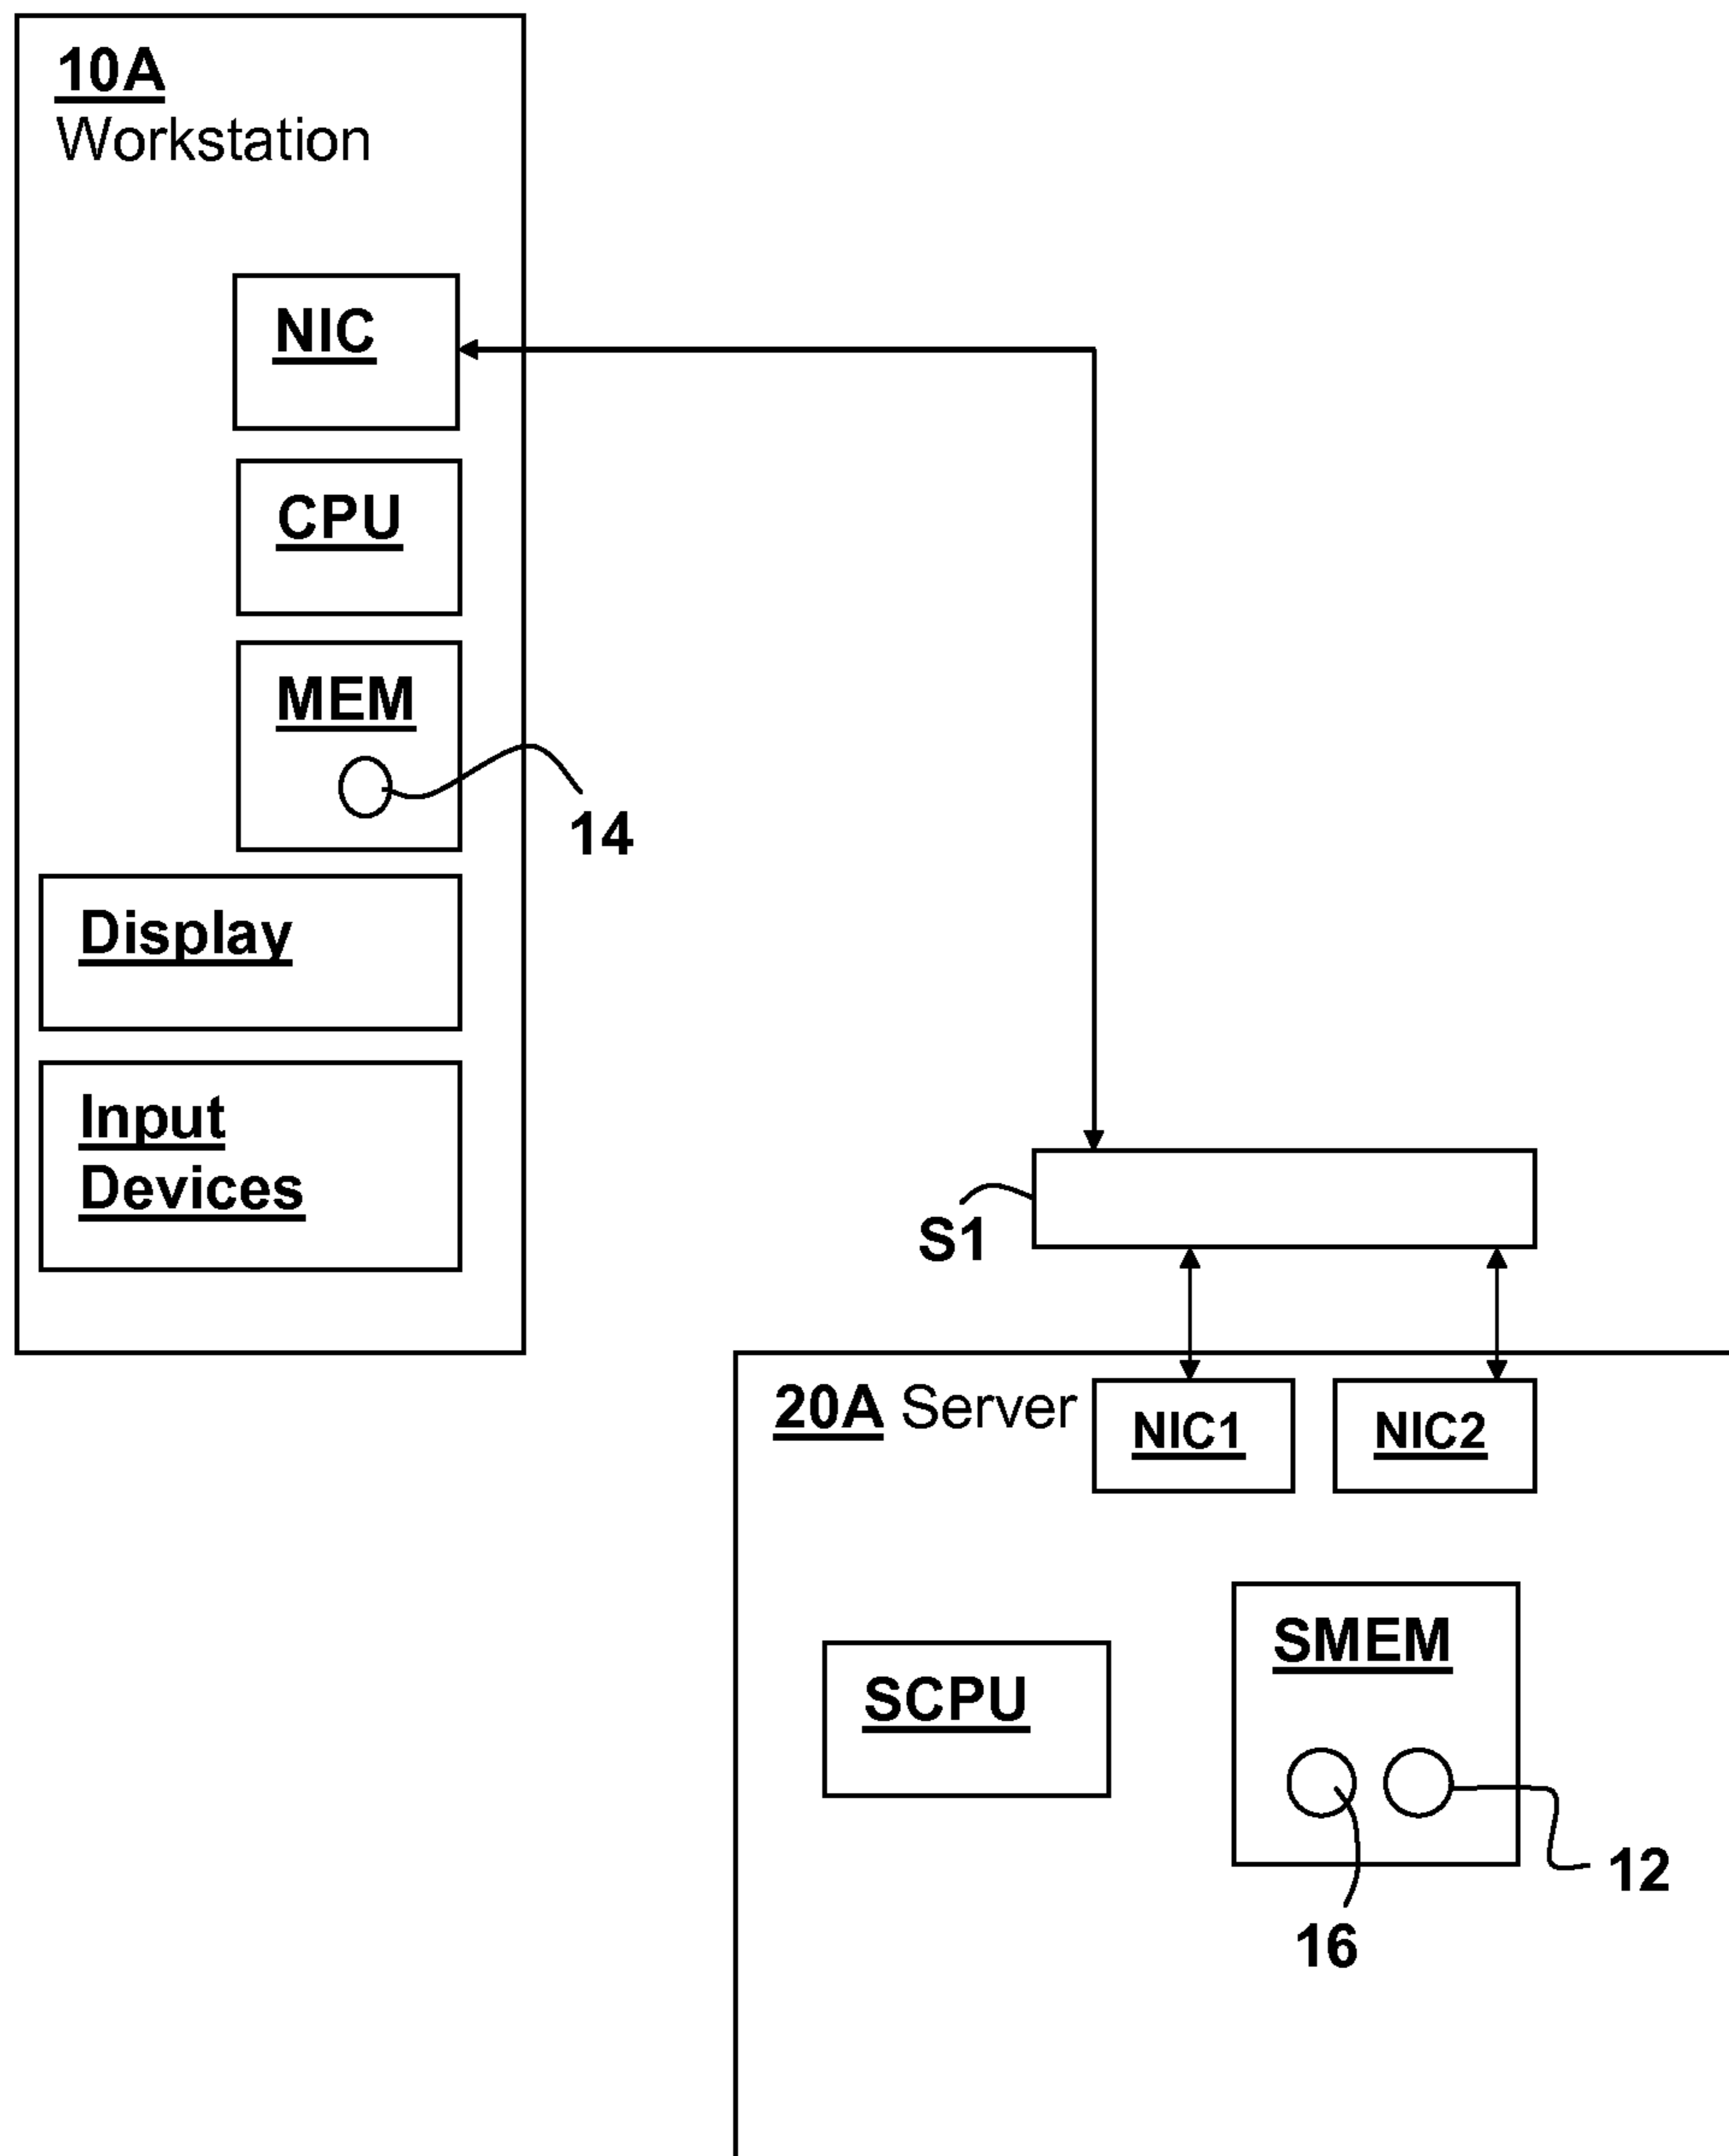 10A
Workstation
NIC
CPU
MEM
14
Display
Input
Devices
S1
20A Server
NIC1
NIC2
SMEM
SCPU
12
16